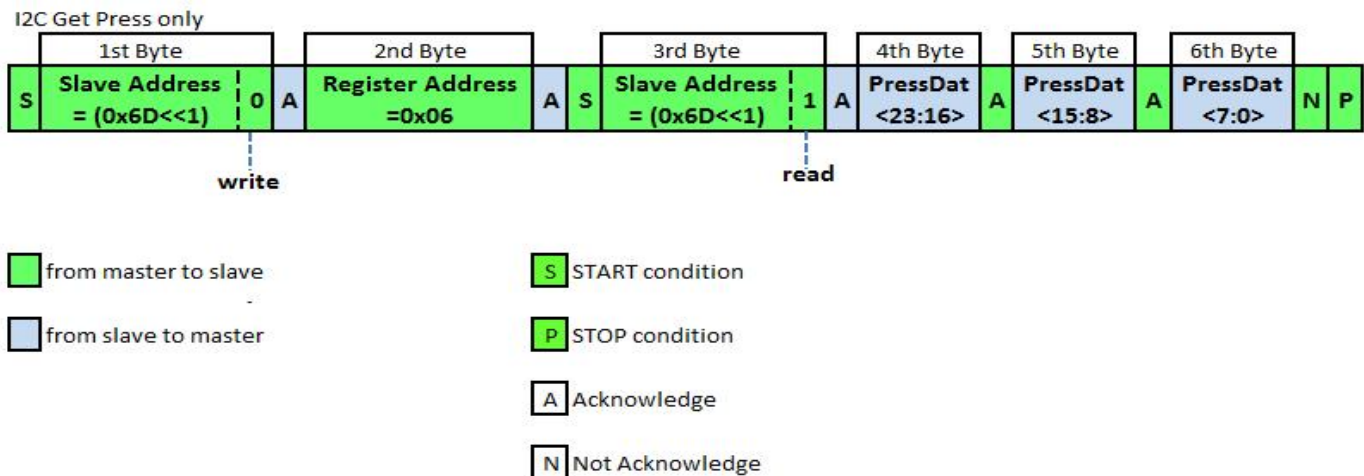 I2C Get Press only
1st Byte 2nd Byte 3rd Byte 4th Byte 5th Byte 6th Byte
S Slave Address = (0x6D<<1) 0 A Register Address =0x06 A S Slave Address = (0x6D<<1) 1 A PressDat <23:16> A PressDat <15:8> A PressDat <7:0> N P
write read
from master to slave
S START condition
from slave to master
P STOP condition
A Acknowledge
N Not Acknowledge